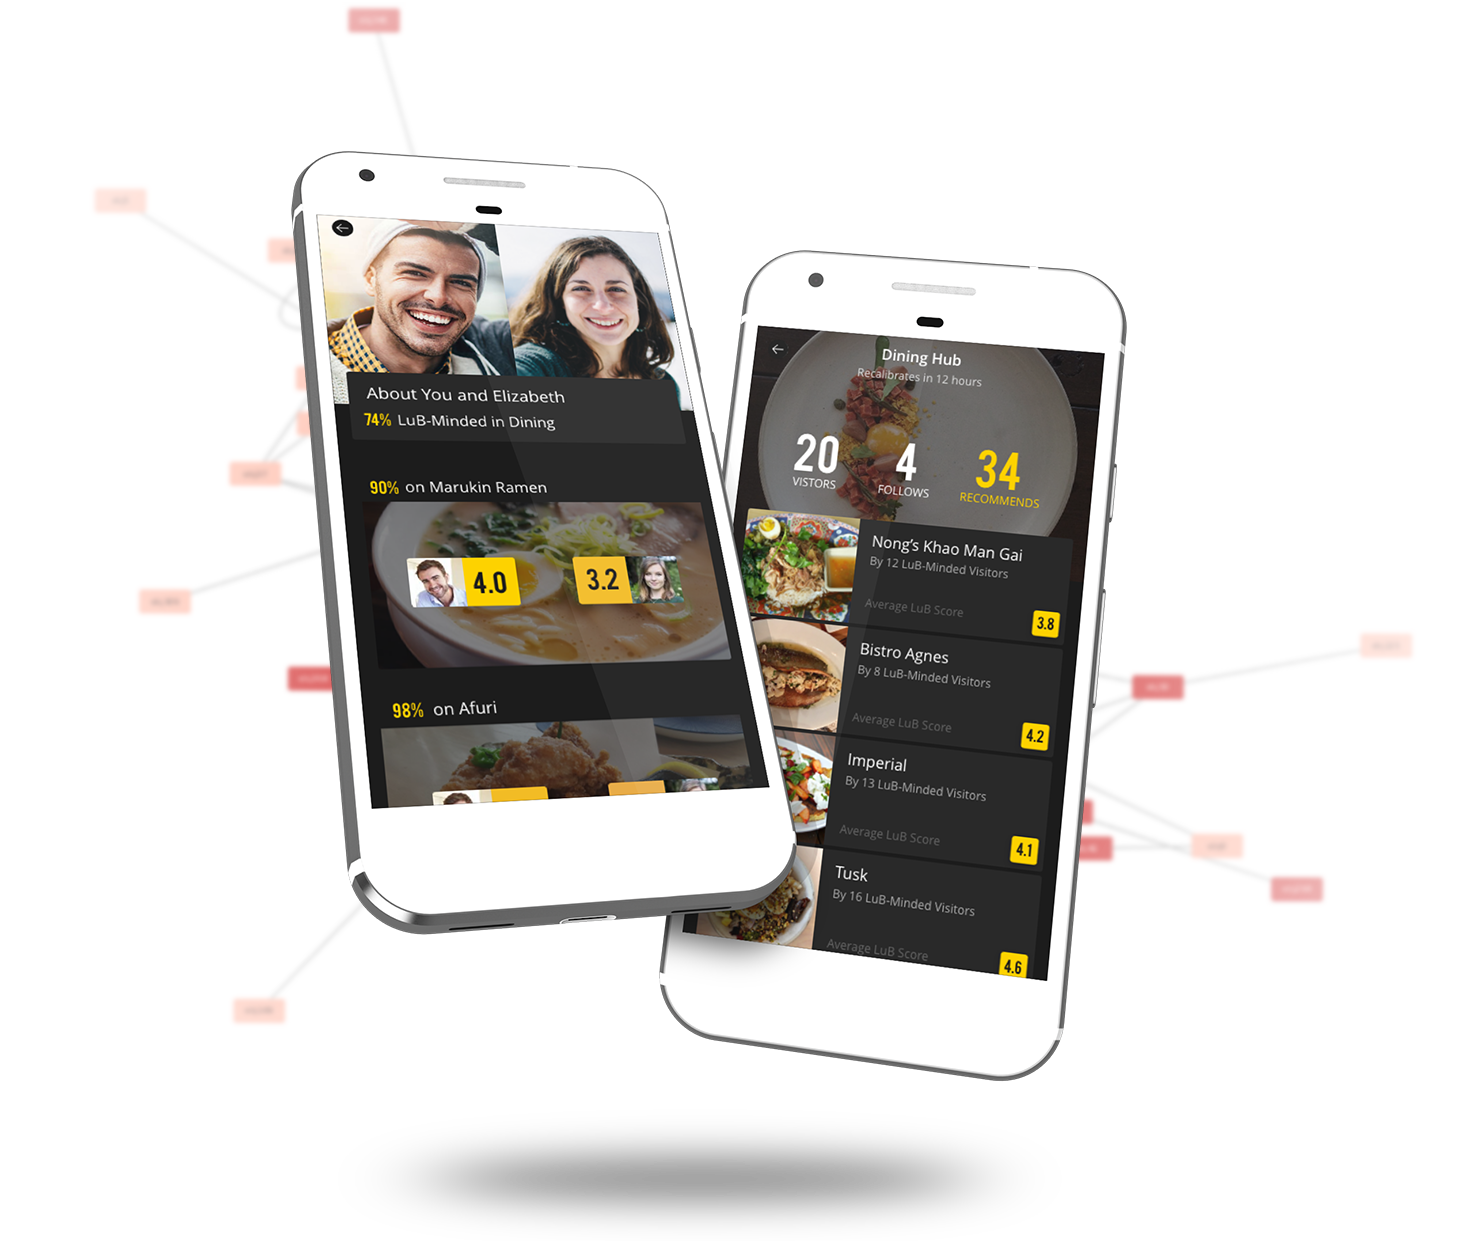 About You and Elizabeth
74% LuB-Minded in Dining
90% on Marukin Ramen
4.0
3.2
98% on Afuri
Dining Hub
Recalibrates in 12 hours
20
VISTORS
4
FOLLOWS
34
RECOMMENDS
Nong's Khao Man Gai
By 12 LuB-Minded Visitors
Average LuB Score
3.8
Bistro Agnes
By 8 LuB-Minded Visitors
Average LuB Score
4.2
Imperial
By 13 LuB-Minded Visitors
Average LuB Score
4.1
Tusk
By 16 LuB-Minded Visitors
Average LuB Score
4.6